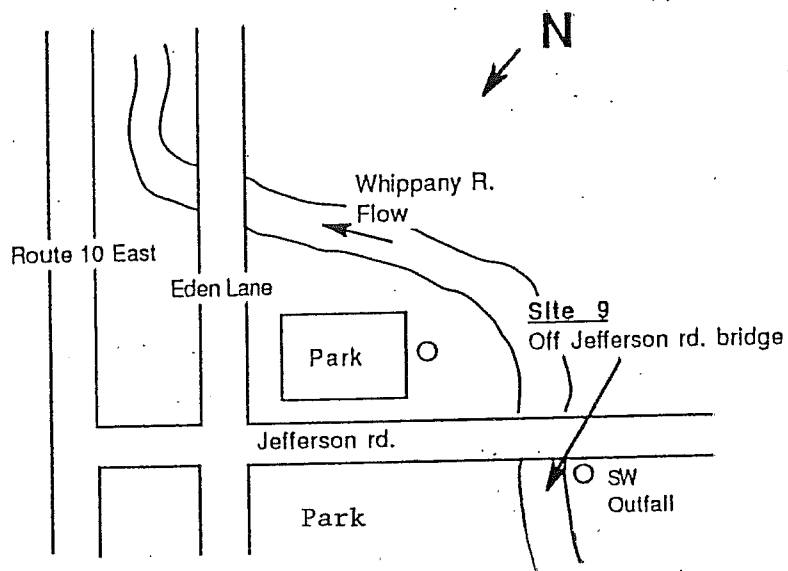 N
Whippany R.
Flow
Route 10 East
Eden Lane
Site 9
Off Jefferson rd. bridge
Park
Jefferson rd.
SW
Outfall
Park